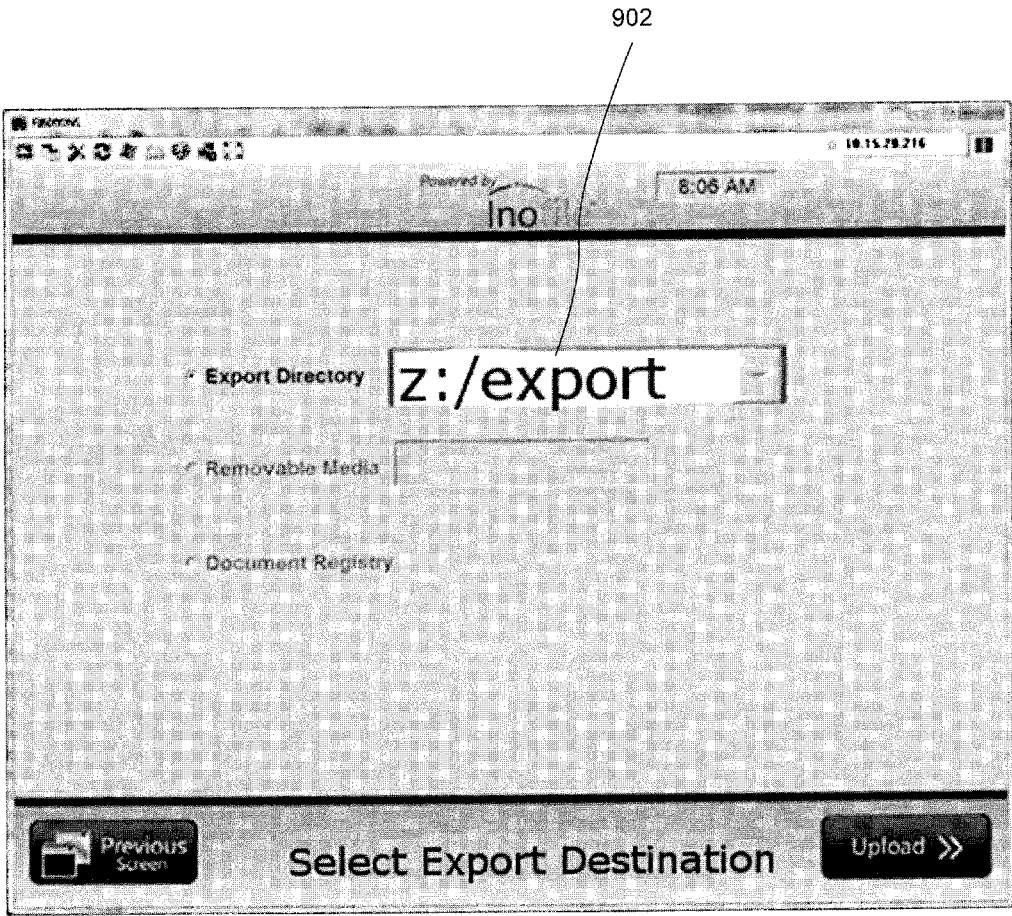 902
10.15.29.216
Powered by
8:06 AM
Ino
Export Directory z:/export
Removable Media
Document Registry
Previous
Screen
Select Export Destination
Upload